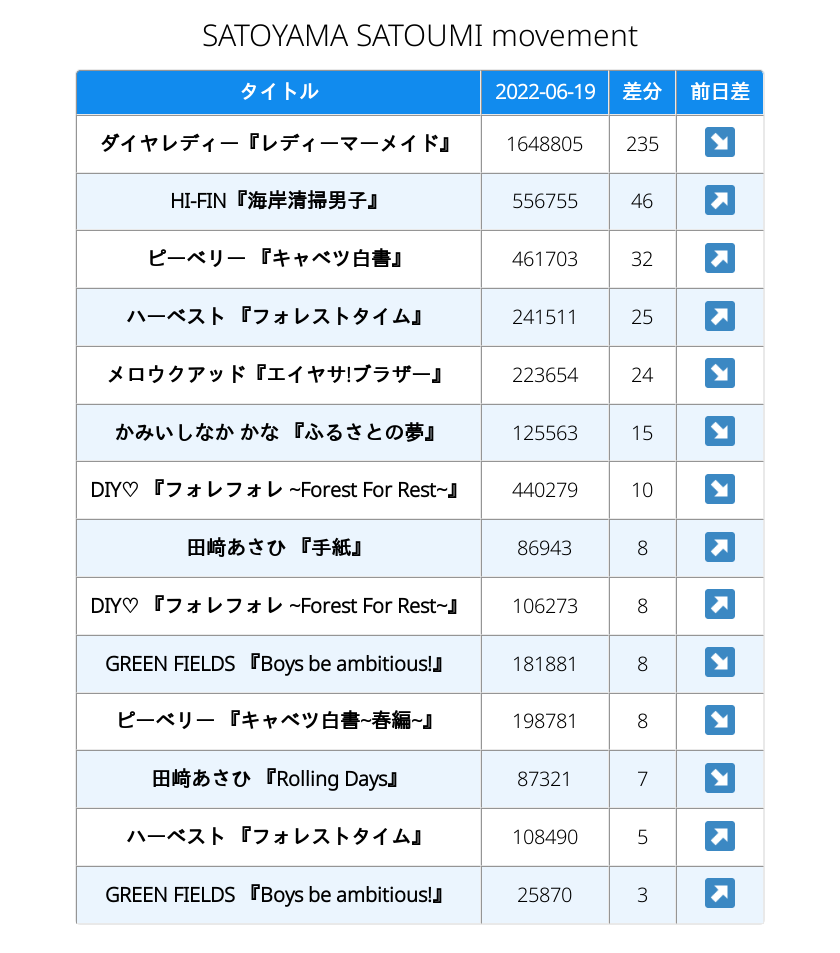 SATOYAMA SATOUMI movement
タイトル 2022-06-19 差分 前日差
ダイヤレディー『レディーマーメイド』 1648805 235 ↘
HI-FIN『海岸清掃男子』 556755 46 ↗
ピーベリー 『キャベツ白書』 461703 32 ↗
ハーベスト 『フォレストタイム』 241511 25 ↗
メロウクアッド『エイヤサ!ブラザー』 223654 24 ↘
かみいしなか かな 『ふるさとの夢』 125563 15 ↘
DIY♡ 『フォレフォレ ~Forest For Rest~』 440279 10 ↘
田﨑あさひ 『手紙』 86943 8 ↗
DIY♡ 『フォレフォレ ~Forest For Rest~』 106273 8 ↗
GREEN FIELDS 『Boys be ambitious!』 181881 8 ↘
ピーベリー 『キャベツ白書~春編~』 198781 8 ↘
田﨑あさひ 『Rolling Days』 87321 7 ↘
ハーベスト 『フォレストタイム』 108490 5 ↗
GREEN FIELDS 『Boys be ambitious!』 25870 3 ↗